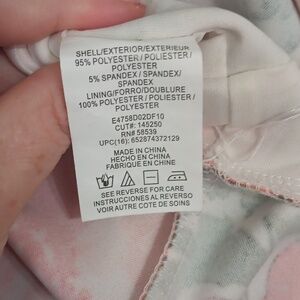 SHELL/EXTERIOR/EXTERIEUR
95% POLYESTER / POLIESTER /
POLYESTER
5% SPANDEX / SPANDEX/
SPANDEX
LINING/FORRO/DOUBLURE
100% POLYESTER / POLIESTER /
POLYESTER
E4758D02DF10
CUT#: 145250
RN# 58539
UPC(16): 652874372129
MADE IN CHINA
HECHO EN CHINA
FABRIQUE EN CHINE
SEE REVERSE FOR CARE
INSTRUCCIONES AL REVERSO
VOIR AUTRE COTE DE SOINS